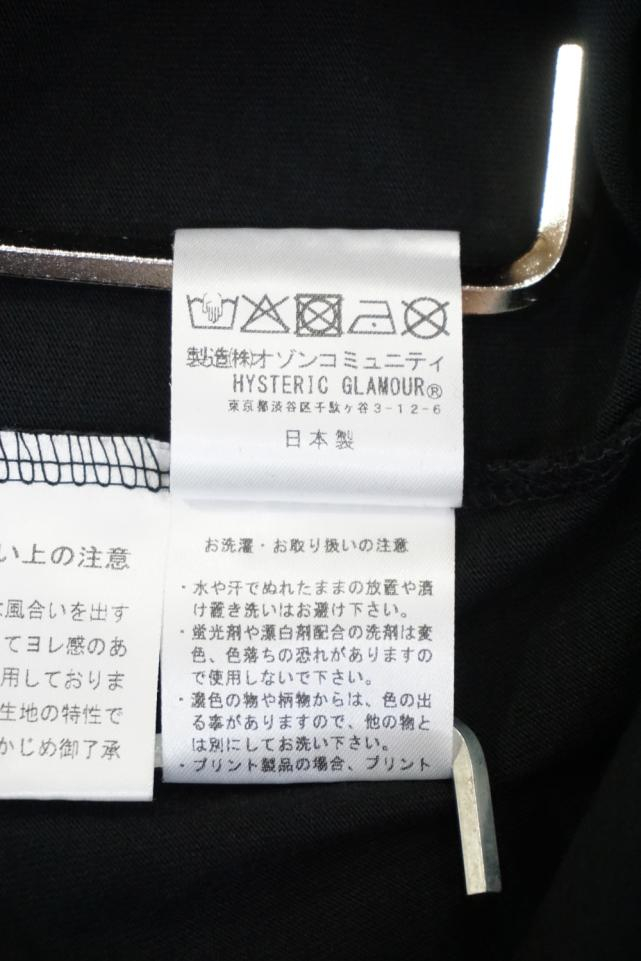 製造㈱オゾンコミュニティ
HYSTERIC GLAMOUR®
東京都渋谷区千駄ヶ谷3-12-6
日本製
お洗濯・お取り扱いの注意
・水や汗でぬれたままの放置や漬
け置き洗いはお避け下さい。
・蛍光剤や漂白剤配合の洗剤は変
色、色落ちの恐れがありますの
で使用しないで下さい。
・濃色の物や柄物からは、色の出
る事がありますので、他の物と
は別にしてお洗い下さい。
・プリント製品の場合、プリント
い上の注意
風合いを出す
てヨレ感のあ
用しておりま
生地の特性で
かじめ御了承